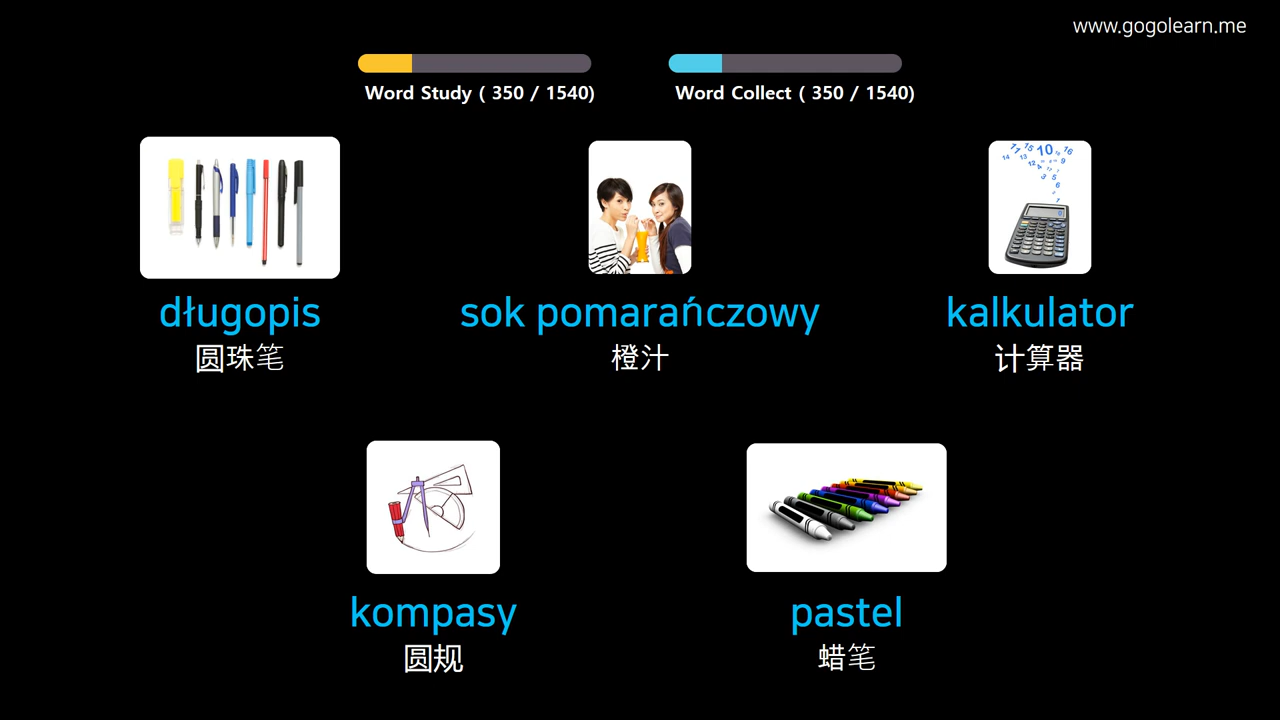 www.gogolearn.me
Word Study ( 350 / 1540)
Word Collect ( 350 / 1540)
długopis
圆珠笔
sok pomarańczowy
橙汁
kalkulator
计算器
kompasy
圆规
pastel
蜡笔